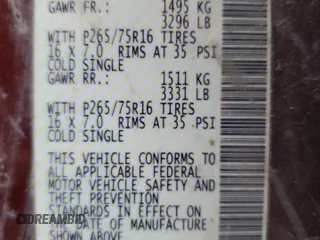 GAWR FR.: 1495 KG
3296 LB
WITH P265/75R16 TIRES
16 X 7.0 RIMS AT 35 PSI
COLD SINGLE
GAWR RR.: 1511 KG
3331 LB
WITH P265/75R16 TIRES
16 X 7.0 RIMS AT 35 PSI
COLD SINGLE
THIS VEHICLE CONFORMS TO
ALL APPLICABLE FEDERAL
MOTOR VEHICLE SAFETY AND
THEFT PREVENTION
STANDARDS IN EFFECT ON
THE DATE OF MANUFACTURE
SHOWN ABOVE
DREAMBID